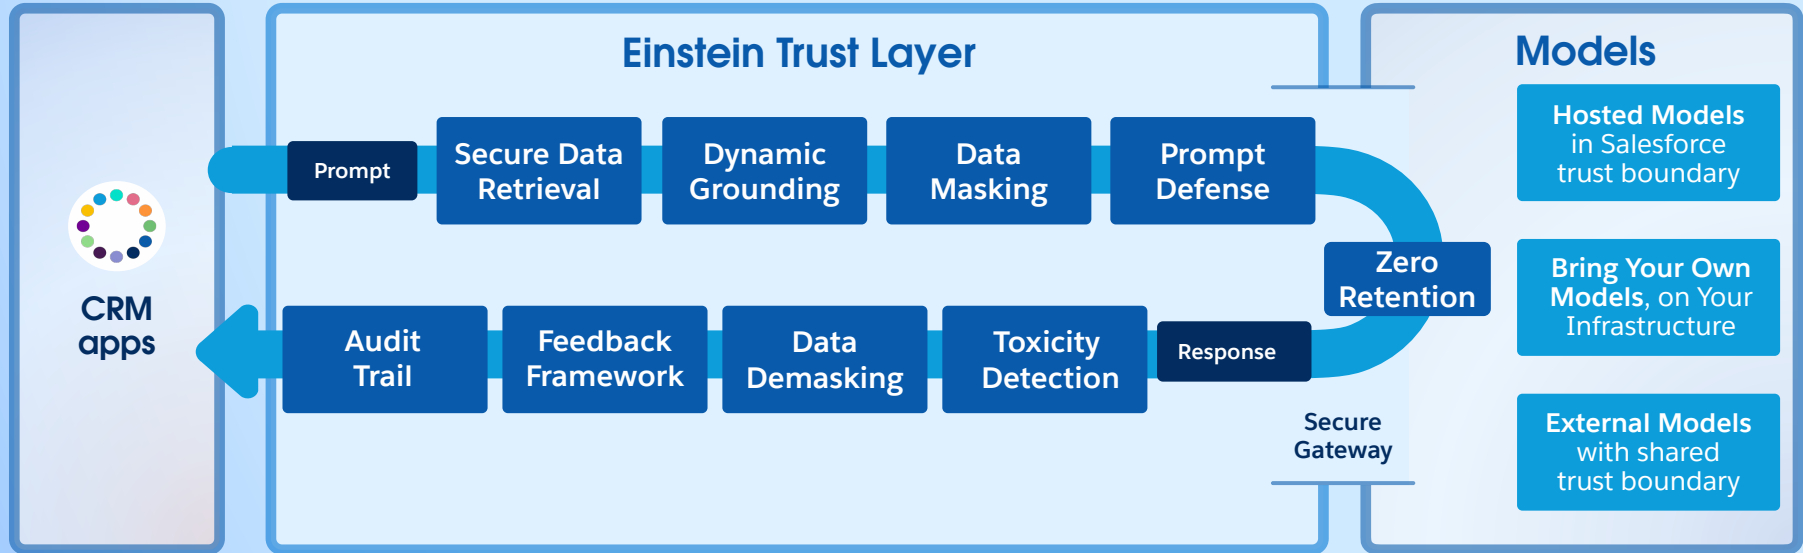 CRM
apps
Einstein Trust Layer
Prompt
Secure Data
Retrieval
Dynamic
Grounding
Data
Masking
Prompt
Defense
Zero
Retention
Response
Toxicity
Detection
Data
Demasking
Feedback
Framework
Audit
Trail
Secure
Gateway
Models
Hosted Models
in Salesforce
trust boundary
Bring Your Own
Models, on Your
Infrastructure
External Models
with shared
trust boundary